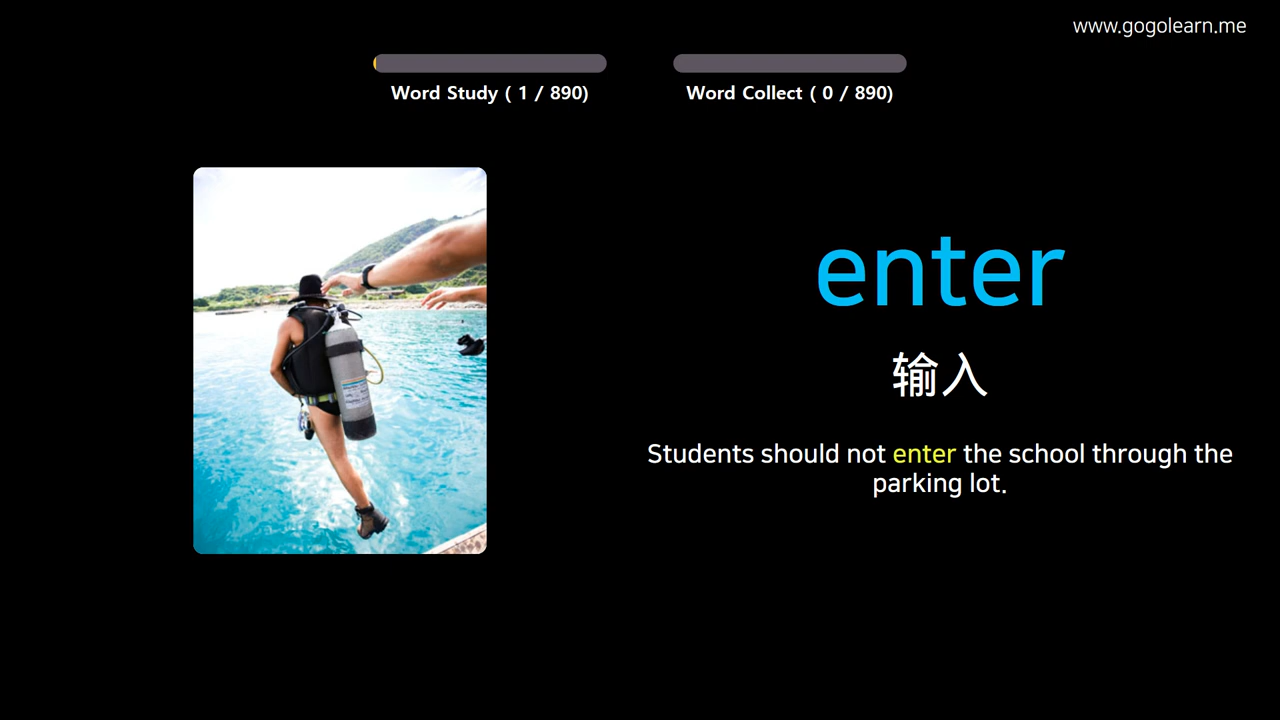 www.gogolearn.me
Word Study ( 1 / 890)
Word Collect ( 0 / 890)
enter
输入
Students should not enter the school through the
parking lot.